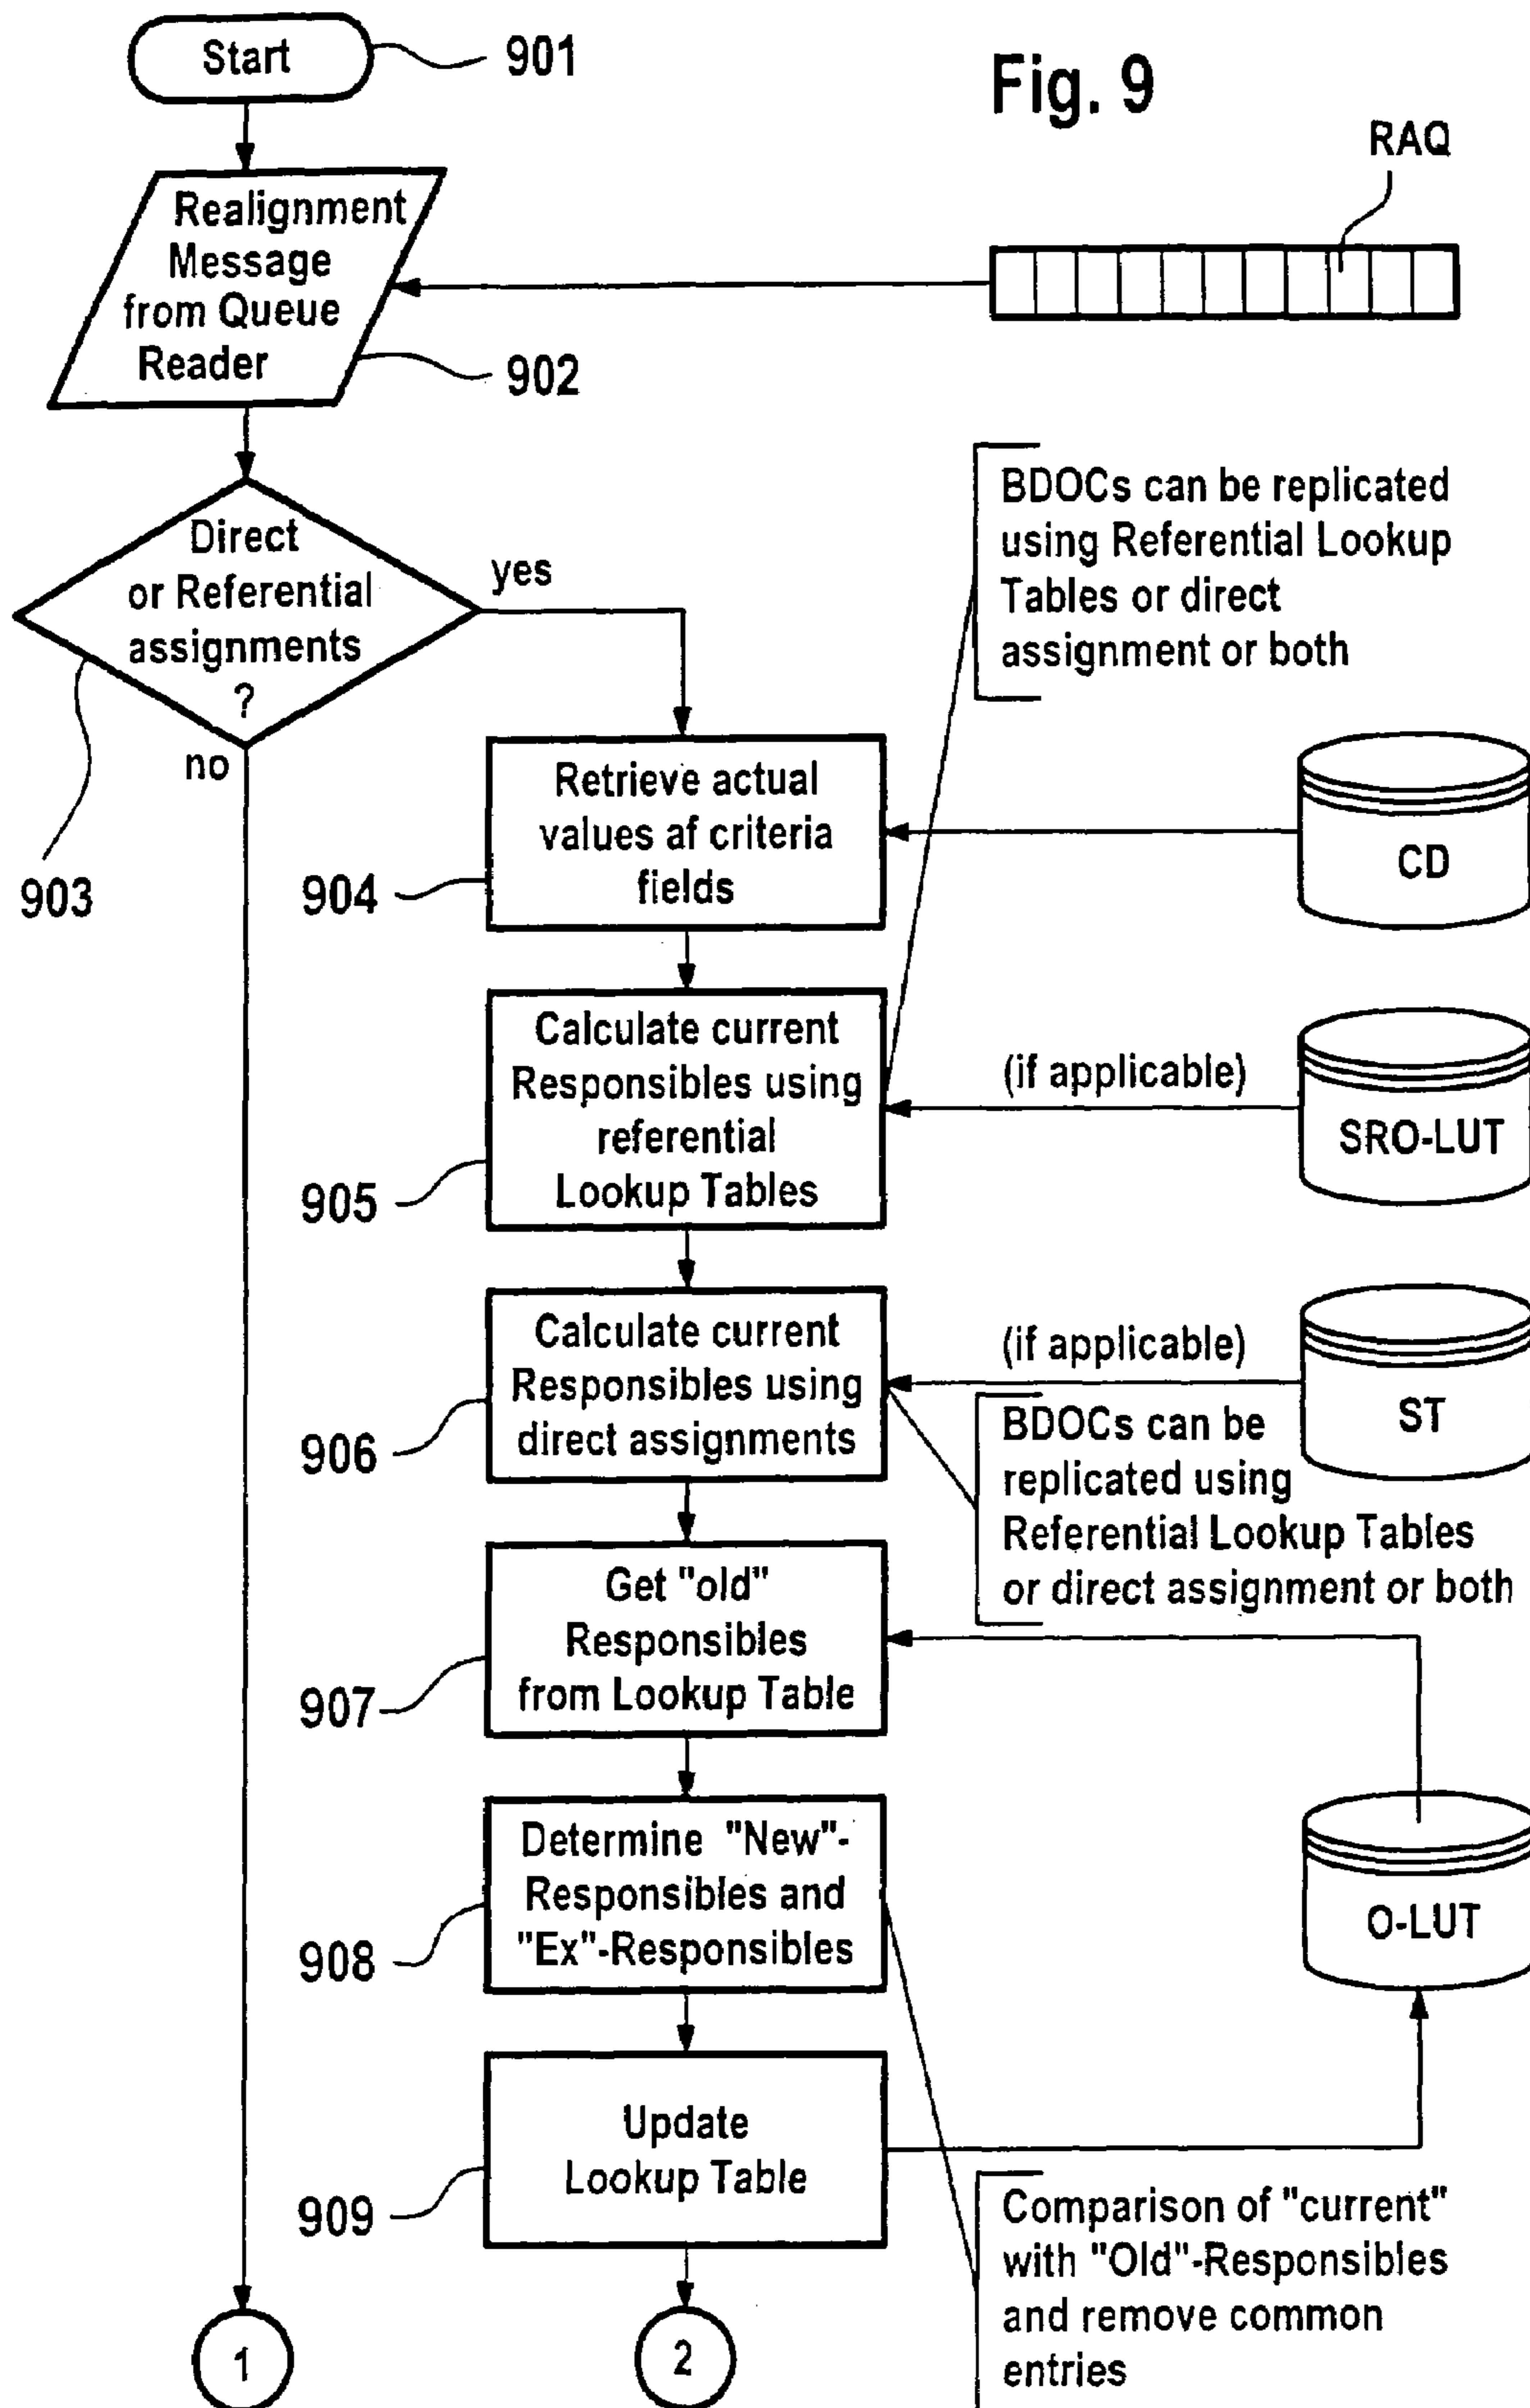 Start
901
Fig. 9
RAQ
Realignment
Message
from Queue
Reader
902
Direct
or Referential
assignments
?
yes
no
903
BDOCs can be replicated
using Referential Lookup
Tables or direct
assignment or both
Retrieve actual
values af criteria
fields
904
CD
Calculate current
Responsibles using
referential
Lookup Tables
905
(if applicable)
SRO-LUT
Calculate current
Responsibles using
direct assignments
906
(if applicable)
ST
BDOCs can be
replicated using
Referential Lookup Tables
or direct assignment or both
Get "old"
Responsibles
from Lookup Table
907
Determine "New"-
Responsibles and
"Ex"-Responsibles
908
O-LUT
Update
Lookup Table
909
Comparison of "current"
with "Old"-Responsibles
and remove common
entries
1
2